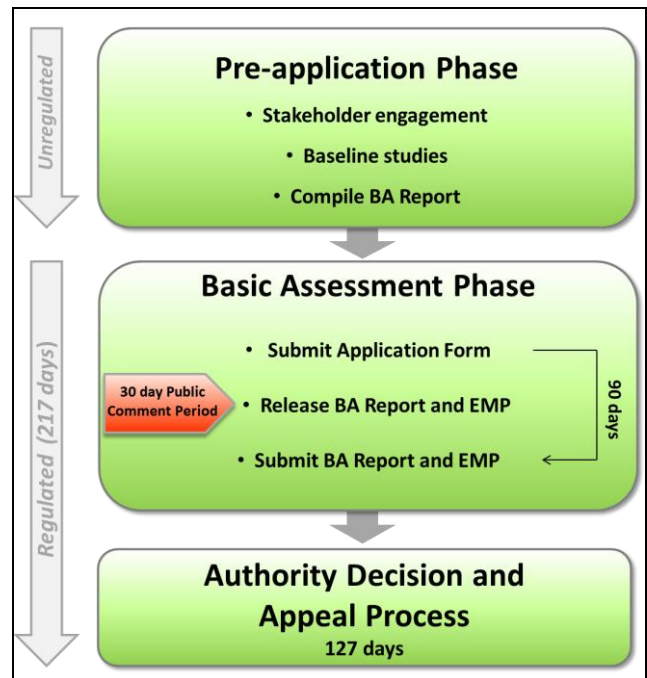 Unregulated
Pre-application Phase
• Stakeholder engagement
• Baseline studies
• Compile BA Report
Regulated (217 days)
Basic Assessment Phase
• Submit Application Form
30 day Public
Comment Period
• Release BA Report and EMP
• Submit BA Report and EMP
90 days
Authority Decision and
Appeal Process
127 days